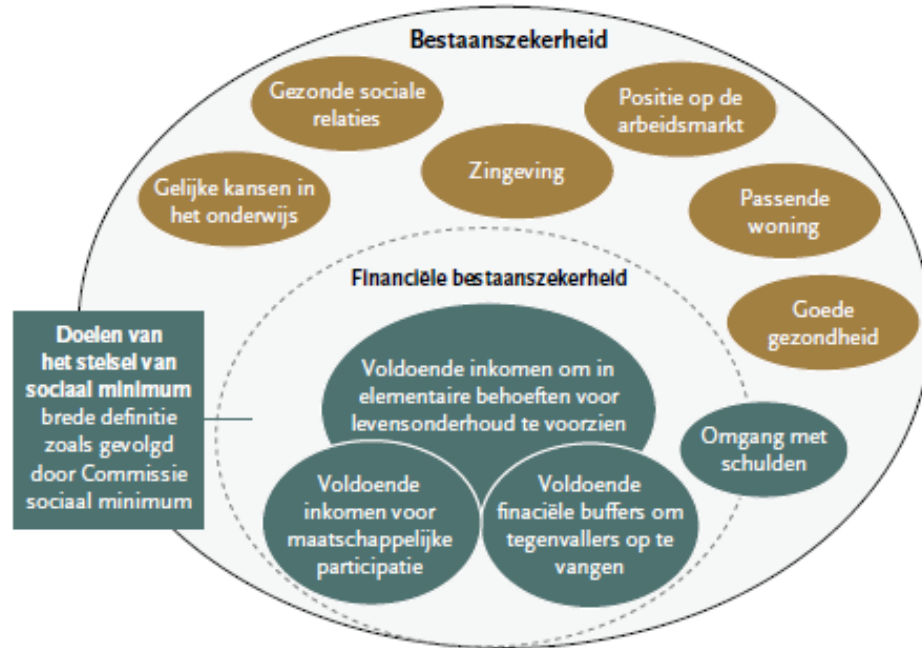 Bestaanszekerheid
Gezonde sociale
relaties
Positie op de
arbeidsmarkt
Zingeving
Gelijke kansen in
het onderwijs
Passende
woning
Goede
gezondheid
Financiële bestaanszekerheid
Doelen van
het stelsel van
sociaal minimum
brede definitie
zoals gevolgd
door Commissie
sociaal minimum
Voldoende inkomen om in
elementaire behoeften voor
levensonderhoud te voorzien
Omgang met
schulden
Voldoende
inkomen voor
maatschappelijke
participatie
Voldoende
finaciële buffers om
tegenvallers op te
vangen